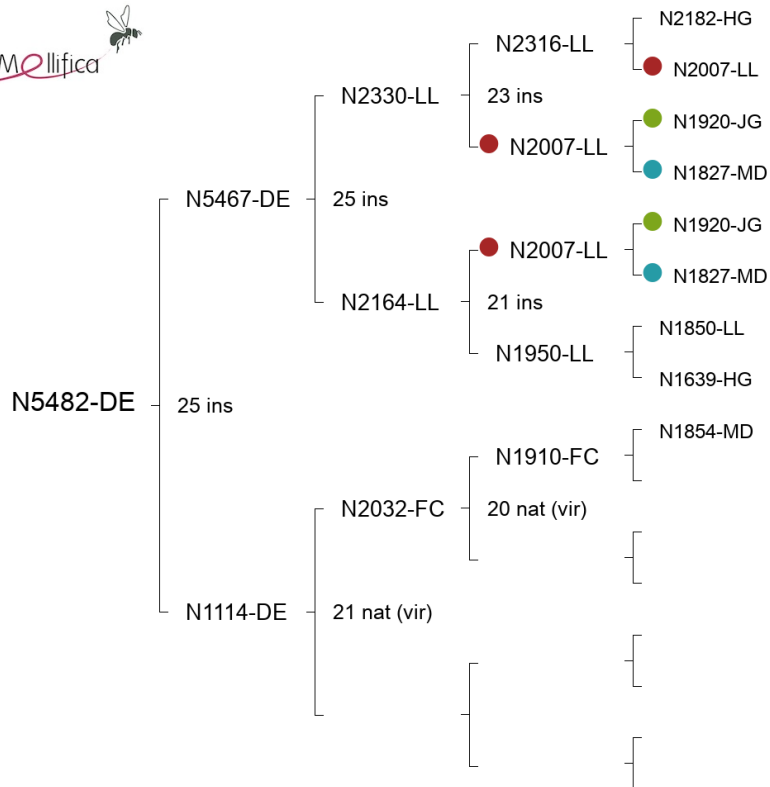 Mellifica
N2182-HG
N2316-LL
N2007-LL
N2330-LL
23 ins
N1920-JG
N2007-LL
N1827-MD
N5467-DE
25 ins
N1920-JG
N2007-LL
N1827-MD
N2164-LL
21 ins
N1850-LL
N1950-LL
N1639-HG
N5482-DE
25 ins
N1854-MD
N1910-FC
N2032-FC
20 nat (vir)
N1114-DE
21 nat (vir)